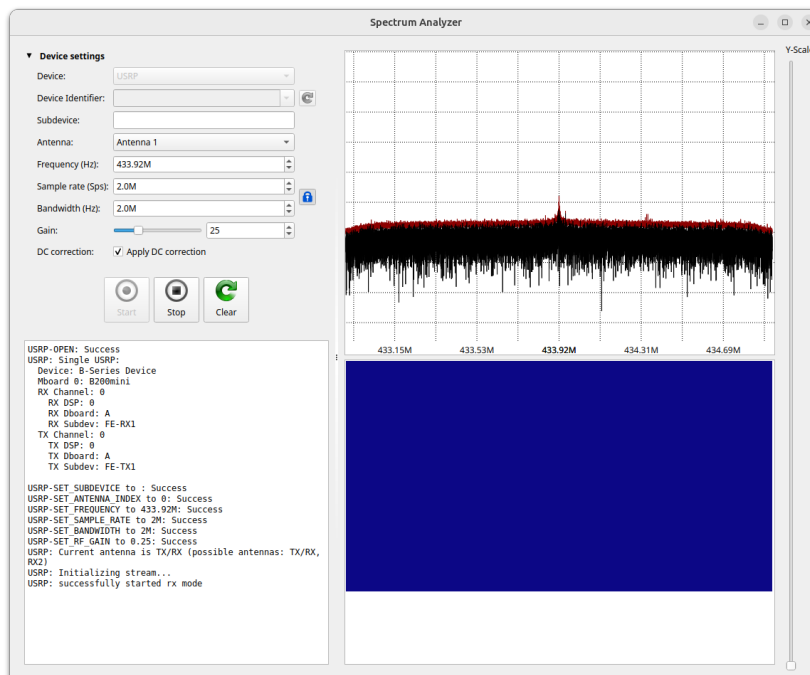 Spectrum Analyzer
Device settings
Device:
USRP
Device Identifier:
Subdevice:
Antenna:
Antenna 1
Frequency (Hz):
433.92M
Sample rate (Sps):
2.0M
Bandwidth (Hz):
2.0M
Gain:
25
DC correction:
Apply DC correction
Start
Stop
Clear
USRP-OPEN: Success
USRP: Single USRP:
Device: B-Series Device
Mboard 0: B200mini
RX Channel: 0
RX DSP: 0
RX Dboard: A
RX Subdev: FE-RX1
TX Channel: 0
TX DSP: 0
TX Dboard: A
TX Subdev: FE-TX1
USRP-SET_SUBDEVICE to : Success
USRP-SET_ANTENNA_INDEX to 0: Success
USRP-SET_FREQUENCY to 433.92M: Success
USRP-SET_SAMPLE_RATE to 2M: Success
USRP-SET_BANDWIDTH to 2M: Success
USRP-SET_RF_GAIN to 0.25: Success
USRP: Current antenna is TX/RX (possible antennas: TX/RX,
RX2)
USRP: Initializing stream...
USRP: successfully started rx mode
433.15M
433.53M
433.92M
434.31M
434.69M
Y-Scale